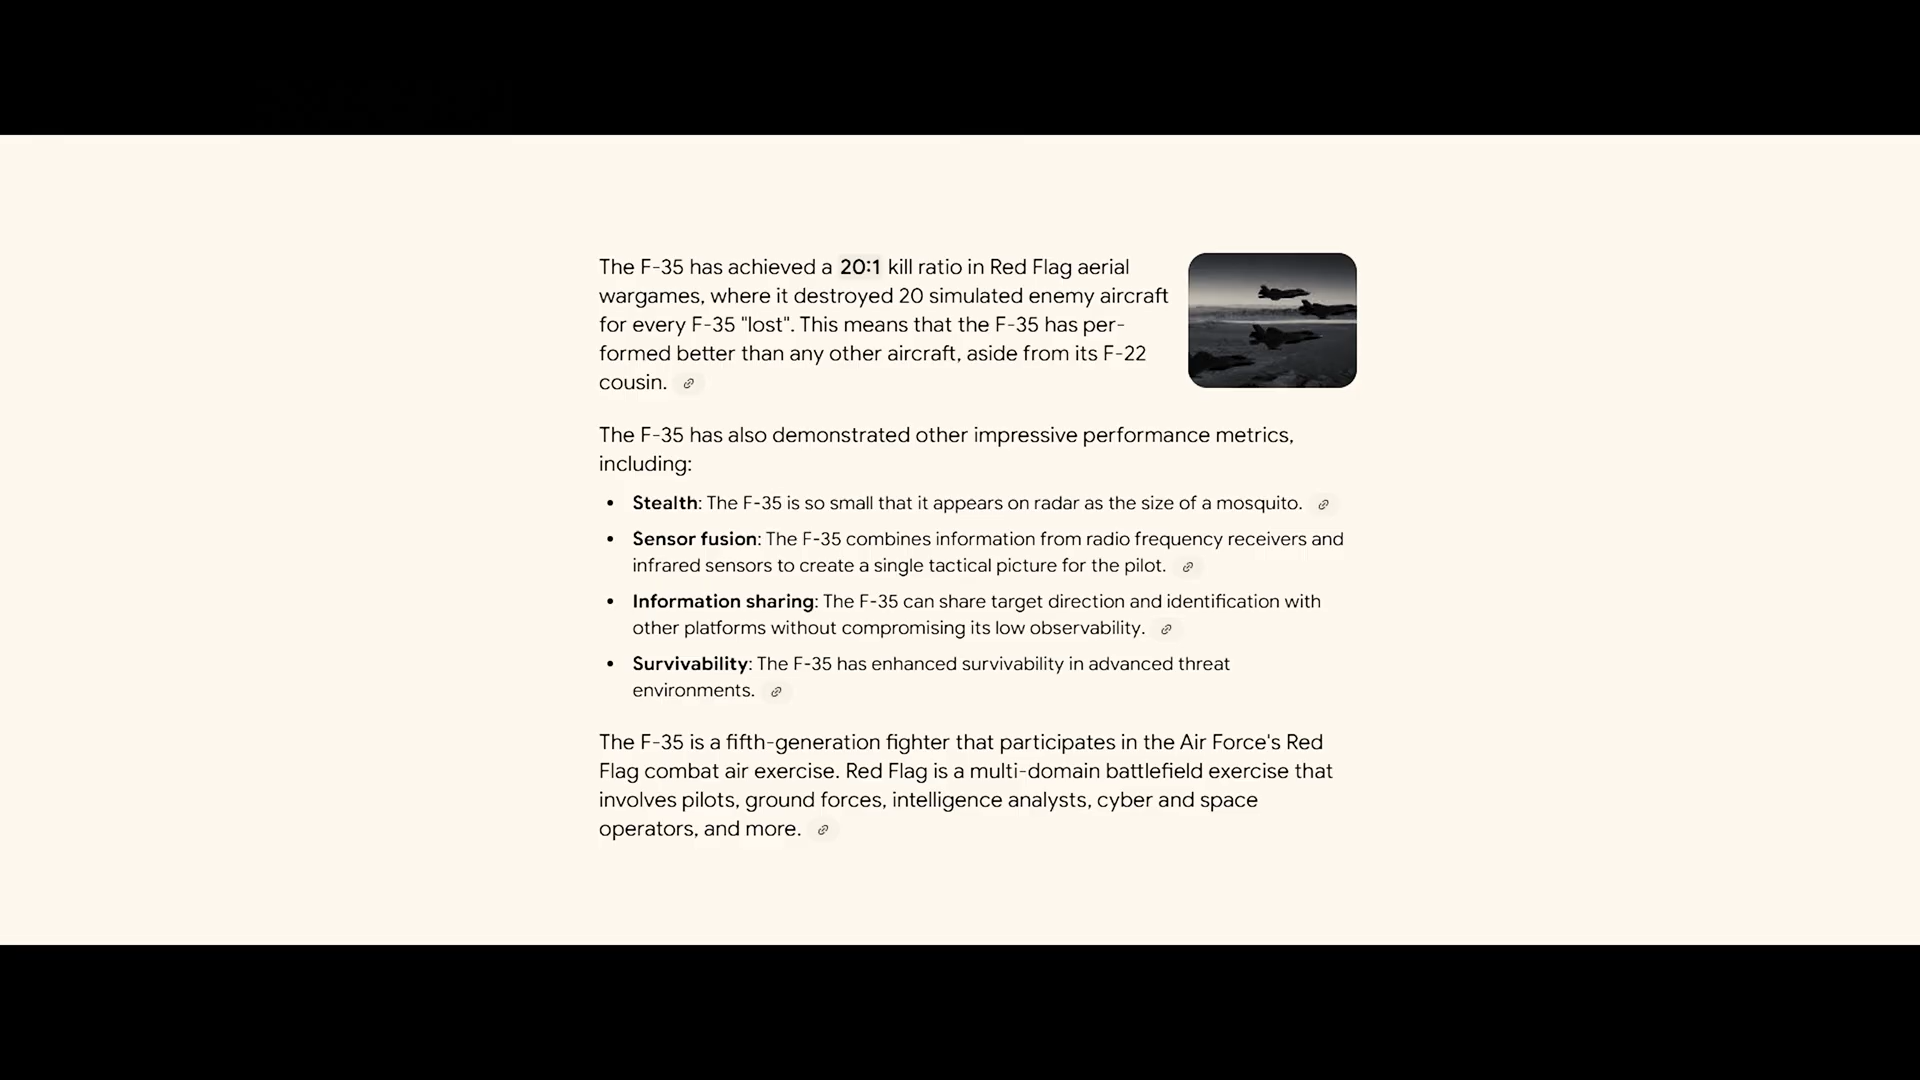 The F-35 has achieved a 20:1 kill ratio in Red Flag aerial
wargames, where it destroyed 20 simulated enemy aircraft
for every F-35 "lost". This means that the F-35 has per-
formed better than any other aircraft, aside from its F-22
cousin.
The F-35 has also demonstrated other impressive performance metrics,
including:
• Stealth: The F-35 is so small that it appears on radar as the size of a mosquito.
• Sensor fusion: The F-35 combines information from radio frequency receivers and
infrared sensors to create a single tactical picture for the pilot.
• Information sharing: The F-35 can share target direction and identification with
other platforms without compromising its low observability.
• Survivability: The F-35 has enhanced survivability in advanced threat
environments.
The F-35 is a fifth-generation fighter that participates in the Air Force's Red
Flag combat air exercise. Red Flag is a multi-domain battlefield exercise that
involves pilots, ground forces, intelligence analysts, cyber and space
operators, and more.